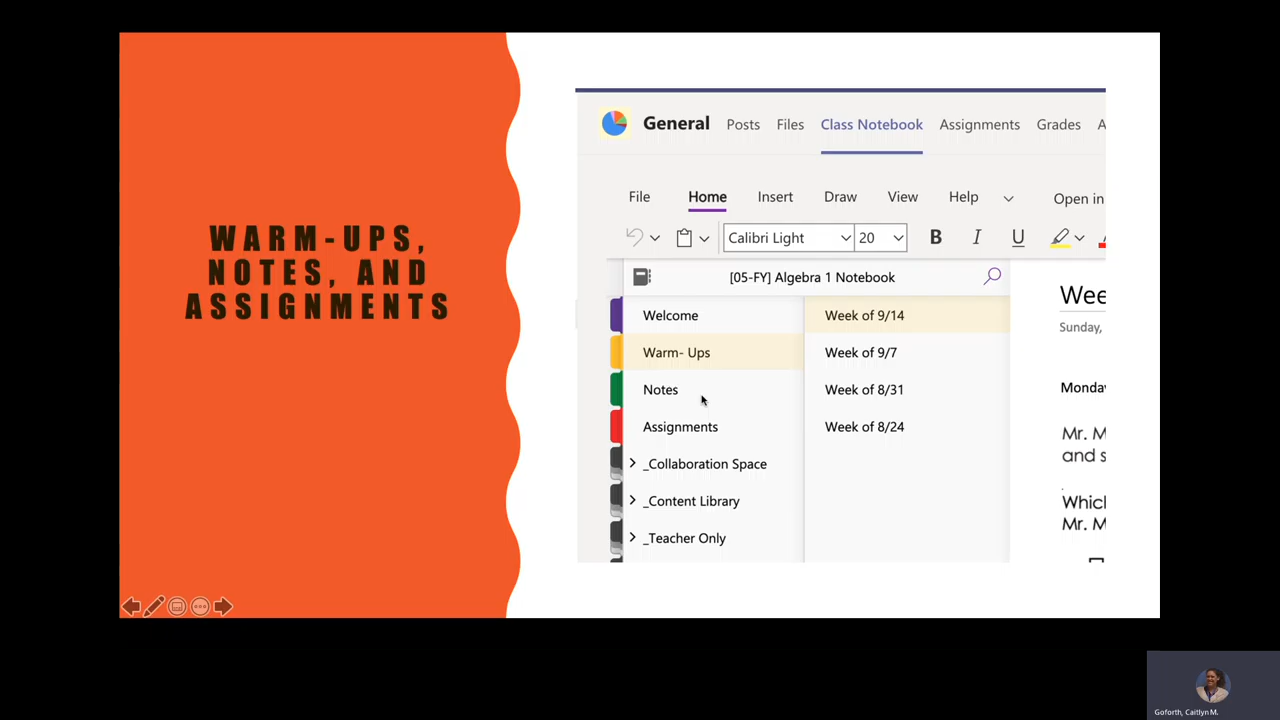 WARM-UPS,
NOTES, AND
ASSIGNMENTS
General Posts Files Class Notebook Assignments Grades A
File Home Insert Draw View Help Open in
Calibri Light 20 B I U A
[05-FY] Algebra 1 Notebook
Welcome
Warm- Ups
Notes
Assignments
_Collaboration Space
_Content Library
_Teacher Only
Week of 9/14
Week of 9/7
Week of 8/31
Week of 8/24
Wee
Sunday,
Monda
Mr. M
and s
Which
Mr. M
Goforth, Caitlyn M.